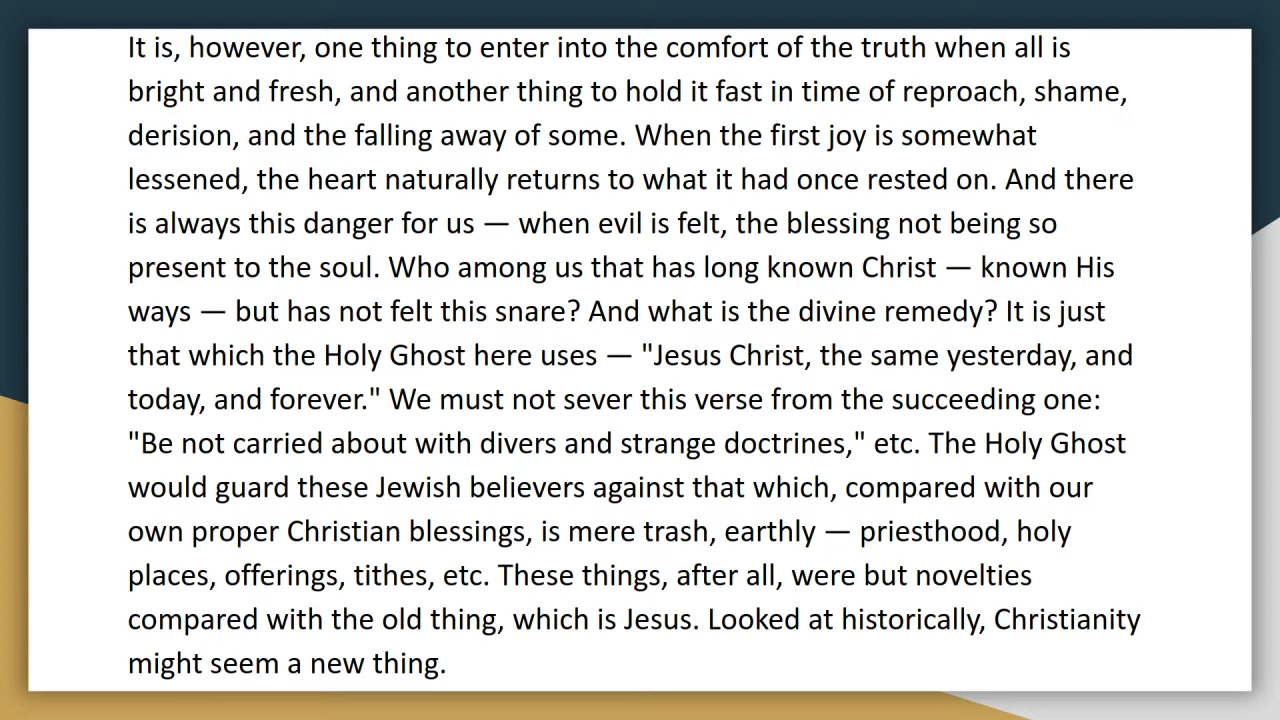 It is, however, one thing to enter into the comfort of the truth when all is
bright and fresh, and another thing to hold it fast in time of reproach, shame,
derision, and the falling away of some. When the first joy is somewhat
lessened, the heart naturally returns to what it had once rested on. And there
is always this danger for us — when evil is felt, the blessing not being so
present to the soul. Who among us that has long known Christ — known His
ways — but has not felt this snare? And what is the divine remedy? It is just
that which the Holy Ghost here uses — "Jesus Christ, the same yesterday, and
today, and forever." We must not sever this verse from the succeeding one:
"Be not carried about with divers and strange doctrines," etc. The Holy Ghost
would guard these Jewish believers against that which, compared with our
own proper Christian blessings, is mere trash, earthly — priesthood, holy
places, offerings, tithes, etc. These things, after all, were but novelties
compared with the old thing, which is Jesus. Looked at historically, Christianity
might seem a new thing.